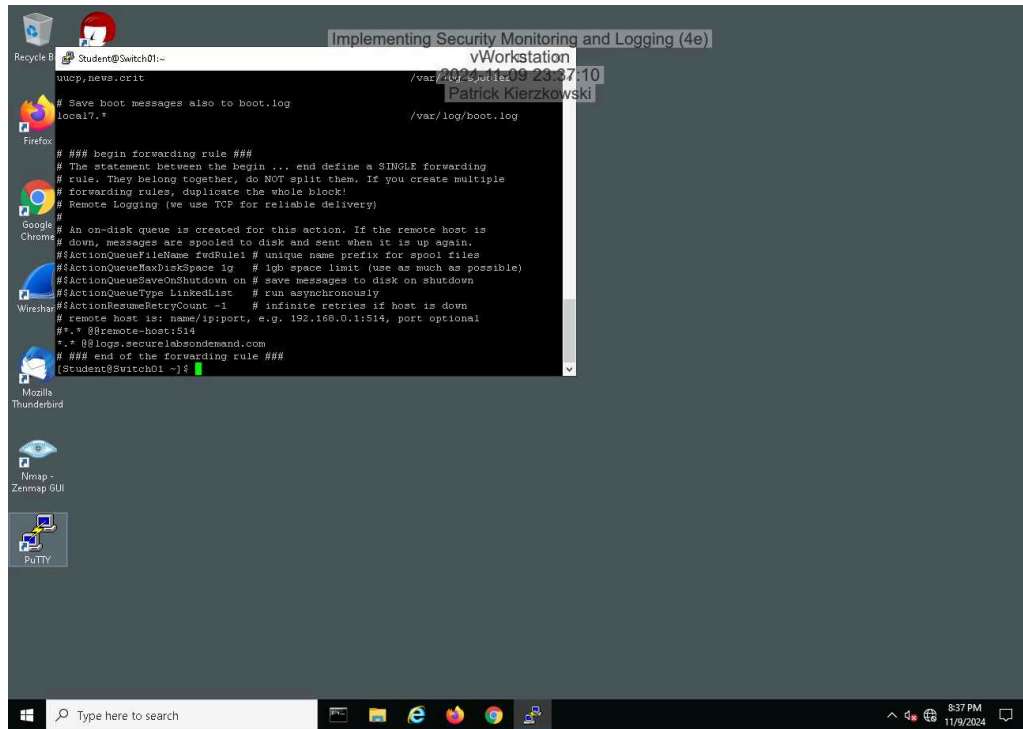 Implementing Security Monitoring and Logging (4e)
vWorkstation
2024-11-09 23:37:10
Patrick Kierzkowski
Recycle B
Student@Switch01:~
uucp,news.crit /var/log/spooler
# Save boot messages also to boot.log
local7.* /var/log/boot.log
# ### begin forwarding rule ###
# The statement between the begin ... end define a SINGLE forwarding
# rule. They belong together, do NOT split them. If you create multiple
# forwarding rules, duplicate the whole block!
# Remote Logging (we use TCP for reliable delivery)
#
# An on-disk queue is created for this action. If the remote host is
# down, messages are spooled to disk and sent when it is up again.
#$ActionQueueFileName fwdRule1 # unique name prefix for spool files
#$ActionQueueMaxDiskSpace 1g # 1gb space limit (use as much as possible)
#$ActionQueueSaveOnShutdown on # save messages to disk on shutdown
#$ActionQueueType LinkedList # run asynchronously
#$ActionResumeRetryCount -1 # infinite retries if host is down
# remote host is: name/ip:port, e.g. 192.168.0.1:514, port optional
#*.* @@remote-host:514
*.* @@logs.securelabsondemand.com
# ### end of the forwarding rule ###
[Student@Switch01 ~]$
Firefox
Google
Chrome
Wireshar
Mozilla
Thunderbird
Nmap -
Zenmap GUI
PuTTY
Type here to search
8:37 PM
11/9/2024